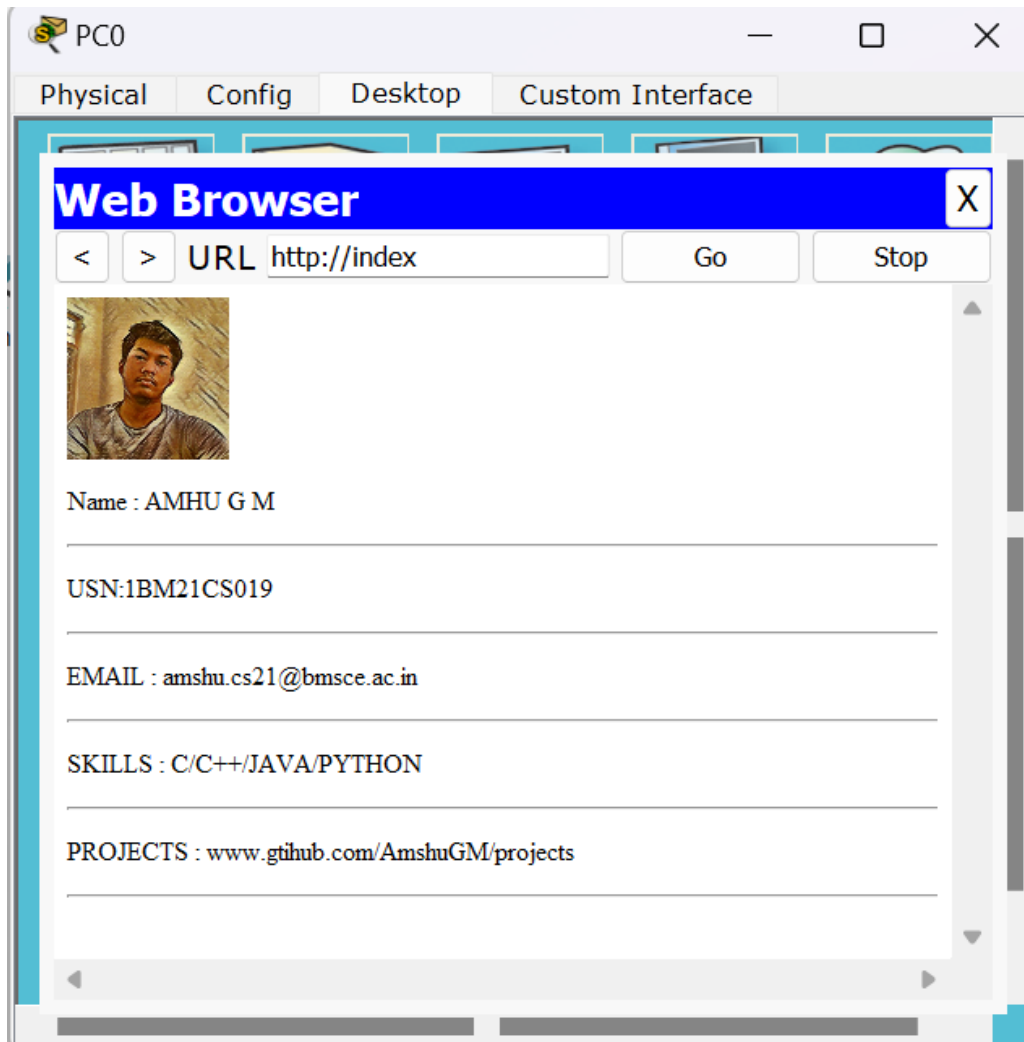 PC0
Physical Config Desktop Custom Interface
Web Browser X
< > URL http://index Go Stop
Name : AMHU G M
USN:1BM21CS019
EMAIL : amshu.cs21@bmsce.ac.in
SKILLS : C/C++/JAVA/PYTHON
PROJECTS : www.gtihub.com/AmshuGM/projects